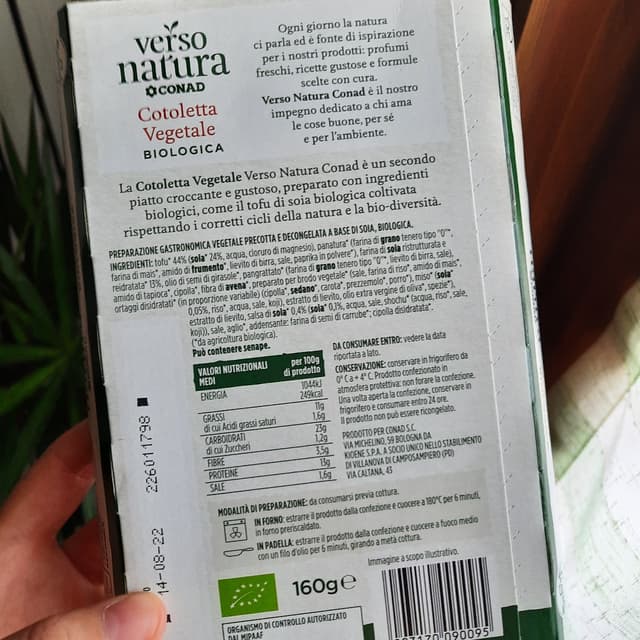 verso
natura
CONAD
Cotoletta
Vegetale
BIOLOGICA
Ogni giorno la natura
ci parla ed è fonte di ispirazione
per i nostri prodotti: profumi
freschi, ricette gustose e formule
scelte con cura.
Verso Natura Conad è il nostro
impegno dedicato a chi ama
le cose buone, per sé
e per l'ambiente.
La Cotoletta Vegetale Verso Natura Conad è un secondo
piatto croccante e gustoso, preparato con ingredienti
biologici, come il tofu di soia biologica coltivata
rispettando i corretti cicli della natura e la bio-diversità.
PREPARAZIONE GASTRONOMICA VEGETALE PRECOTTA E DECONGELATA A BASE DI SOIA, BIOLOGICA.
INGREDIENTI: tofu* 44% (soia* 24%, acqua, cloruro di magnesio), panatura* (farina di grano tenero tipo "0"*,
farina di mais*, amido di frumento*, lievito di birra, sale, paprika in polvere*), farina di soia ristrutturata e
reidratata* 13%, olio di semi di girasole*, pangrattato* (farina di grano tenero tipo "0"*, lievito di birra, sale),
amido di tapioca*, cipolla*, fibra di avena*, preparato per brodo vegetale* (sale, farina di riso*, amido di mais*,
ortaggi disidratati* (in proporzione variabile) (cipolla*, sedano*, carota*, prezzemolo*, porro*), miso* (soia*
0,05%, riso*, acqua, sale, koji), estratto di lievito, olio extra vergine di oliva*, spezie*),
estratto di lievito, salsa di soia* 0,4% (soia* 0,1%, acqua, sale, shochu* (acqua, riso*, sale,
koji)), sale, aglio*, addensante: farina di semi di carrube*; cipolla disidratata*.
(*da agricoltura biologica).
Può contenere senape.
VALORI NUTRIZIONALI MEDI per 100g di prodotto
ENERGIA 1044kJ
249kcal
GRASSI 11g
di cui Acidi grassi saturi 1,6g
CARBOIDRATI 23g
di cui Zuccheri 1,2g
FIBRE 3,5g
PROTEINE 13g
SALE 1,6g
DA CONSUMARE ENTRO: vedere la data
riportata a lato.
CONSERVAZIONE: conservare in frigorifero da
0° C a + 4° C. Prodotto confezionato in
atmosfera protettiva: non forare la confezione.
Una volta aperta la confezione, conservare in
frigorifero e consumare entro 24 ore.
Il prodotto non può essere ricongelato.
PRODOTTO PER CONAD S.C.
VIA MICHELINO, 59 BOLOGNA DA
KIOENE S.P.A. A SOCIO UNICO NELLO STABILIMENTO
DI VILLANOVA DI CAMPOSAMPIERO (PD)
VIA CALTANA, 43
MODALITÀ DI PREPARAZIONE: da consumarsi previa cottura.
IN FORNO: estrarre il prodotto dalla confezione e cuocere a 180°C per 6 minuti,
in forno preriscaldato.
IN PADELLA: estrarre il prodotto dalla confezione e cuocere a fuoco medio
con un filo d'olio per 6 minuti, girando a metà cottura.
Immagine a scopo illustrativo.
160g e
ORGANISMO DI CONTROLLO AUTORIZZATO
DAL MIPAAF
14-08-22 226011798